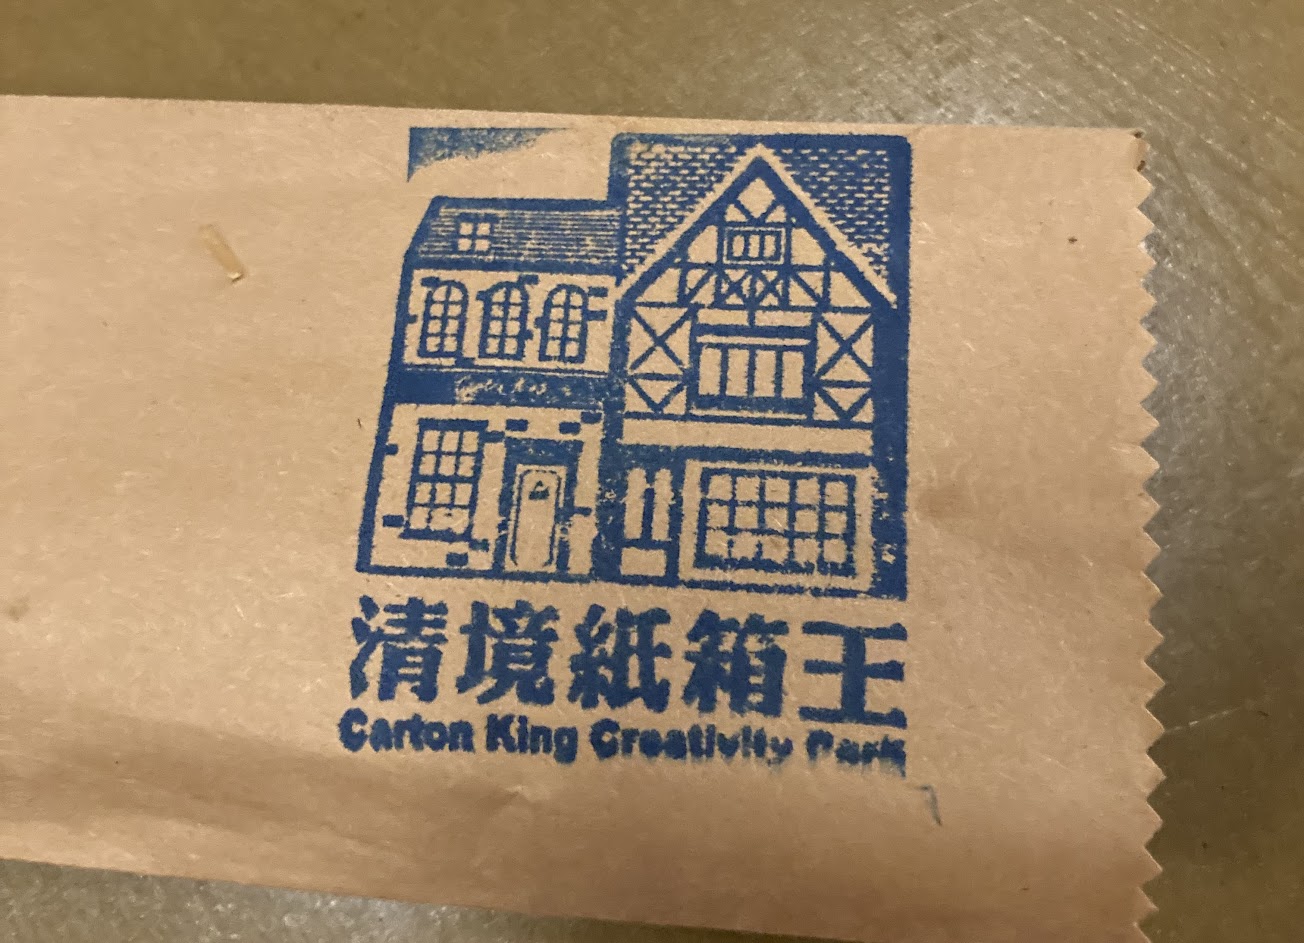 清境紙箱王
Carton King Creativity Park